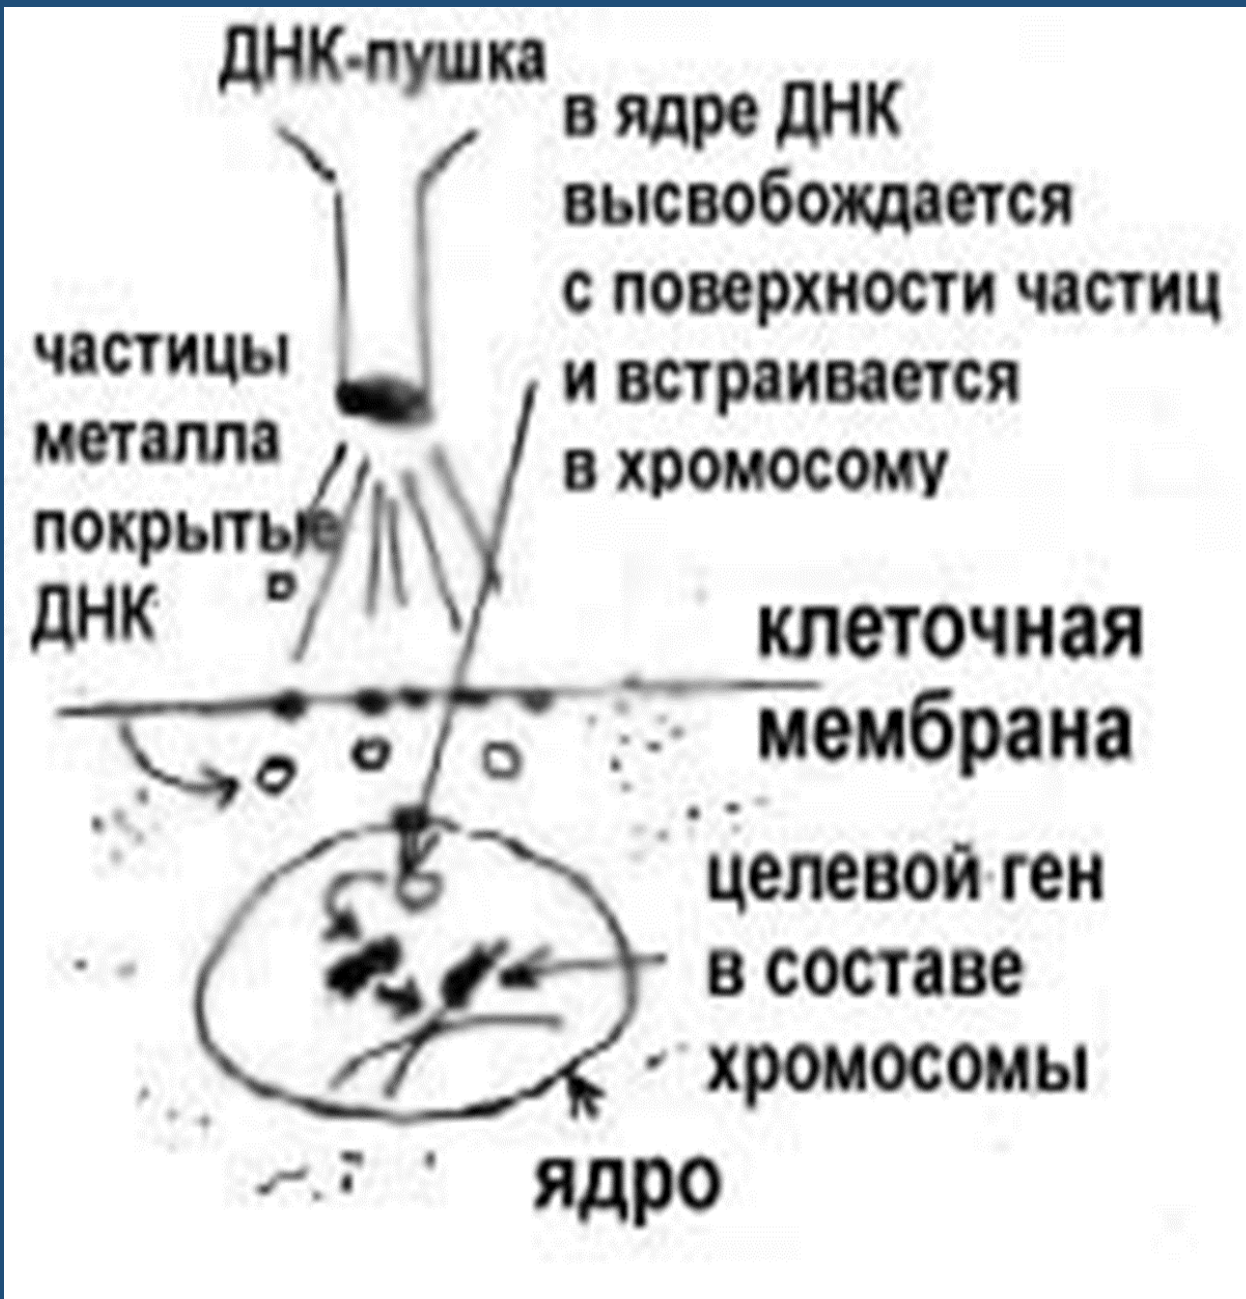 ДНК-пушка
в ядре ДНК
высвобождается
с поверхности частиц
и встраивается
в хромосому
частицы
металла
покрытые
ДНК
клеточная
мембрана
целевой ген
в составе
хромосомы
ядро